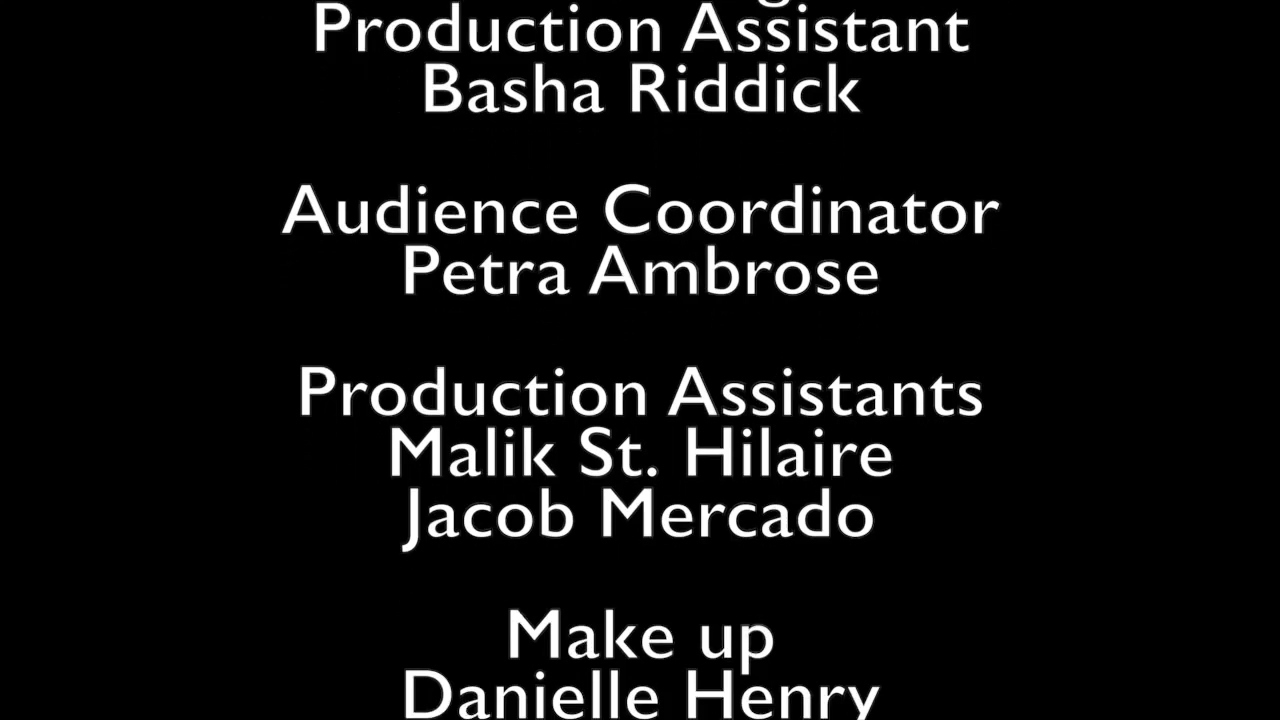 Production Assistant
Basha Riddick
Audience Coordinator
Petra Ambrose
Production Assistants
Malik St. Hilaire
Jacob Mercado
Make up
Danielle Henry